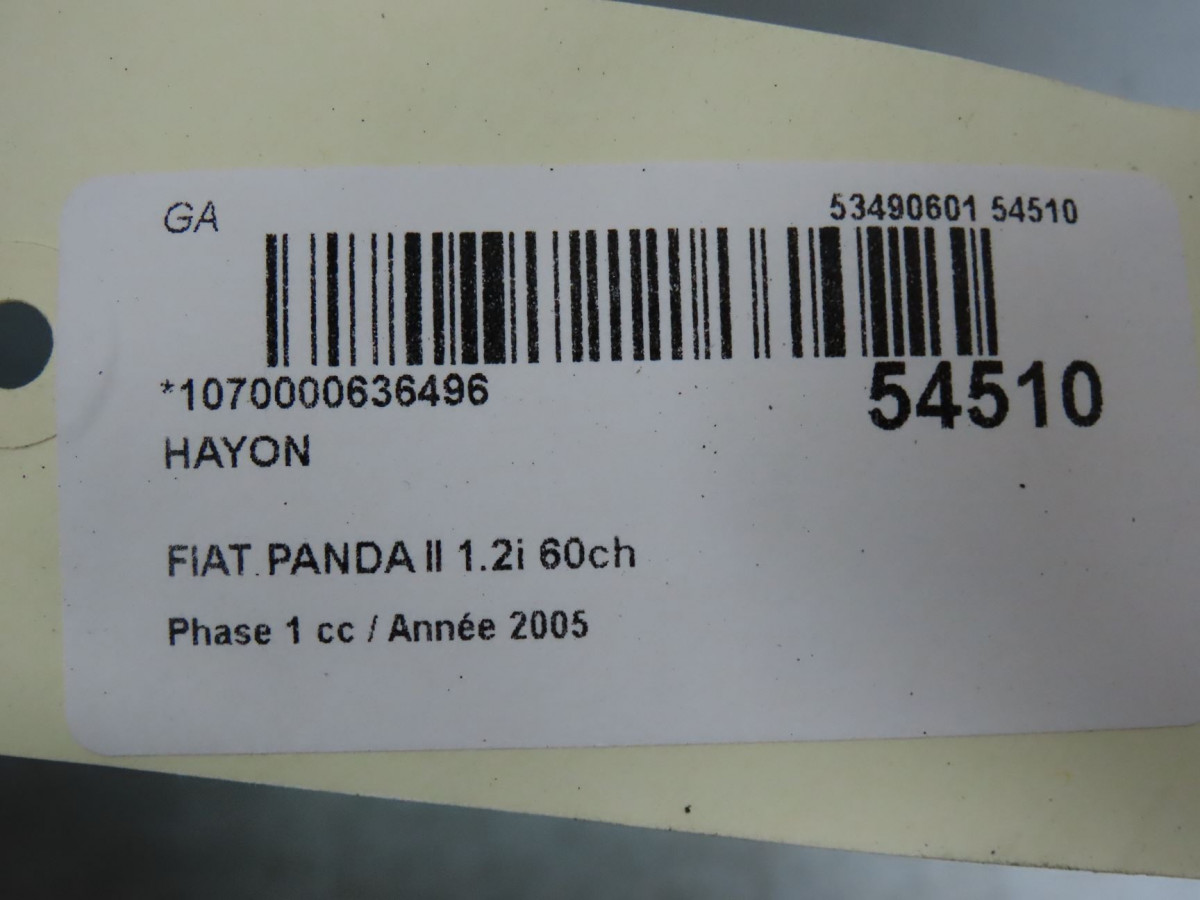 GA 53490601 54510
*1070000636496 54510
HAYON
FIAT PANDA II 1.2i 60ch
Phase 1 cc / Année 2005